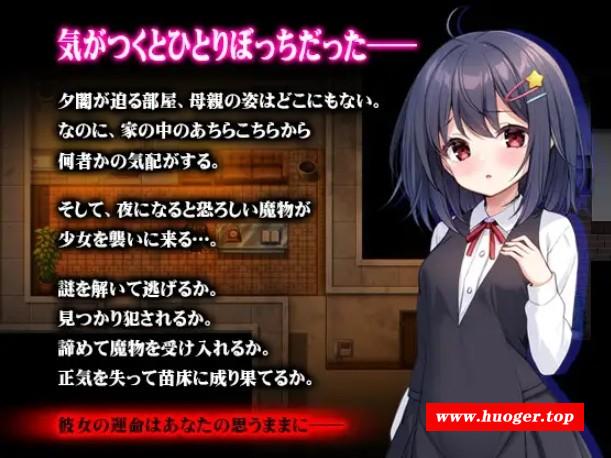 気がつくとひとりぼっちだった――
夕闇が迫る部屋、母親の姿はどこにもない。
なのに、家の中のあちらこちらから
何者かの気配がする。
そして、夜になると恐ろしい魔物が
少女を襲いに来る…。
謎を解いて逃げるか。
見つかり犯されるか。
諦めて魔物を受け入れるか。
正気を失って苗床に成り果てるか。
彼女の運命はあなたの思うままに――
www.huoger.top